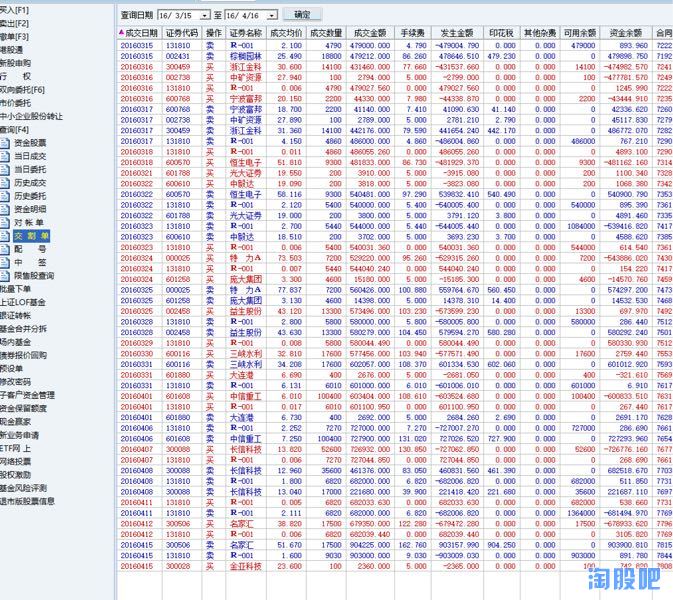 买入[F1]
卖出[F2]
撤单[F3]
港股通
新股申购
行 权
双向委托[F6]
市价委托
中小企业股份转让
查询[F4]
资金股票
当日成交
当日委托
历史成交
历史委托
资金明细
对 帐 单
交 割 单
配 号
中 签
限售股查询
批量下单
上证LOF基金
银证转帐
基金合并分拆
场内基金
债券报价回购
预设单
修改密码
子客户资金管理
资金保留额度
现金赢家
新业务申请
ETF网上
网络投票
股权激励
基金风险评测
退市版股票信息
查询日期 16/ 3/15 至 16/ 4/16 确定
成交日期 证券代码 操作 证券名称 成交均价 成交数量 成交金额 手续费 发生金额 印花税 其他杂费 可用余额 资金余额 合同
20160315 131810 卖 R-001 2.100 4790 479000.000 4.790 -479004.790 0.000 0.000 479000 893.960 7222
20160315 002431 卖 棕榈园林 25.490 18800 479212.000 86.260 478646.510 479.230 0.000 0 479898.750 7192
20160316 300459 买 浙江金科 30.660 14100 431460.000 77.660 -431537.660 0.000 0.000 14100 -474982.570 7241
20160316 002738 买 中矿资源 27.940 100 2794.000 5.000 -2799.000 0.000 0.000 100 -477781.570 7249
20160316 131810 买 R-001 0.006 4790 479027.560 0.000 479027.560 0.000 0.000 0 1245.990 7222
20160316 600768 买 宁波富邦 20.150 2200 44330.000 7.980 -44338.870 0.000 0.000 2200 -43444.910 7235
20160317 600768 卖 宁波富邦 18.700 2200 41140.000 7.410 41090.630 41.140 0.000 0 42336.620 7260
20160317 002738 卖 中矿资源 27.890 100 2789.000 5.000 2781.210 2.790 0.000 0 45117.830 7279
20160317 300459 卖 浙江金科 31.360 14100 442176.000 79.590 441654.240 442.170 0.000 0 486772.070 7282
20160317 131810 卖 R-001 4.150 4860 486000.000 4.860 -486004.860 0.000 0.000 486000 767.210 7290
20160318 131810 买 R-001 0.011 4860 486055.260 0.000 486055.260 0.000 0.000 0 4893.100 7290
20160318 600570 买 恒生电子 51.810 9300 481833.000 86.730 -481929.370 0.000 0.000 9300 -481162.160 7314
20160321 601788 买 光大证券 19.550 200 3910.000 5.000 -3915.080 0.000 0.000 200 1100.340 7328
20160322 600610 买 中毅达 19.090 200 3818.000 5.000 -3823.080 0.000 0.000 200 1068.380 7342
20160322 600570 卖 恒生电子 58.116 9300 540481.000 97.290 539832.410 540.490 0.000 0 540900.790 7353
20160322 131810 卖 R-001 2.120 5400 540000.000 5.400 -540005.400 0.000 0.000 540000 895.390 7361
20160323 601788 卖 光大证券 19.000 200 3800.000 5.000 3791.120 3.800 0.000 0 4891.460 7335
20160323 131810 卖 R-001 2.700 5440 544000.000 5.440 -544005.440 0.000 0.000 1084000 -539416.820 7417
20160323 600610 卖 中毅达 18.510 200 3702.000 5.000 3693.230 3.700 0.000 0 4588.620 7385
20160323 131810 买 R-001 0.006 5400 540031.360 0.000 540031.360 0.000 0.000 544000 614.540 7361
20160324 000025 买 特 力A 73.503 7200 529220.000 95.260 -529315.260 0.000 0.000 7200 -543886.020 7430
20160324 131810 买 R-001 0.007 5440 544040.240 0.000 544040.240 0.000 0.000 0 154.220 7417
20160324 601258 买 庞大集团 3.300 4600 15180.000 5.000 -15185.300 0.000 0.000 4600 -14570.760 7459
20160325 000025 卖 特 力A 77.837 7200 560426.000 100.880 559764.670 560.450 0.000 0 574297.200 7473
20160325 601258 卖 庞大集团 3.130 4600 14398.000 5.000 14378.310 14.400 0.000 0 14532.530 7468
20160325 002458 买 益生股份 43.120 13300 573496.000 103.230 -573599.230 0.000 0.000 13300 697.970 7492
20160328 131810 卖 R-001 2.800 5800 580000.000 5.800 -580005.800 0.000 0.000 580000 286.440 7512
20160328 002458 卖 益生股份 43.630 13300 580279.000 104.450 579594.270 580.280 0.000 0 580292.240 7501
20160329 131810 买 R-001 0.008 5800 580044.490 0.000 580044.490 0.000 0.000 0 580330.930 7512
20160330 600116 买 三峡水利 32.810 17600 577456.000 103.940 -577571.490 0.000 0.000 17600 2759.440 7553
20160331 600116 卖 三峡水利 34.208 17600 602057.000 108.370 601334.530 602.060 0.000 0 601012.920 7593
20160331 601880 买 大连港 6.690 400 2676.000 5.000 -2681.050 0.000 0.000 400 -321.610 7569
20160331 131810 卖 R-001 6.131 6010 601000.000 6.010 -601006.010 0.000 0.000 601000 6.910 7617
20160401 601608 买 中信重工 6.010 100400 603404.000 108.610 -603524.680 0.000 0.000 100400 -600833.510 7631
20160401 131810 买 R-001 0.017 6010 601100.950 0.000 601100.950 0.000 0.000 0 267.440 7617
20160401 601880 卖 大连港 6.730 400 2692.000 5.000 2684.260 2.690 0.000 0 2691.170 7628
20160406 131810 卖 R-001 2.252 7270 727000.000 7.270 -727007.270 0.000 0.000 727000 286.690 7661
20160406 601608 卖 中信重工 7.250 100400 727900.000 131.020 727026.520 727.900 0.000 0 727293.960 7654
20160407 300088 买 长信科技 13.820 52600 726932.000 130.850 -727062.850 0.000 0.000 52600 -726776.160 7677
20160407 131810 买 R-001 0.006 7270 727044.850 0.000 727044.850 0.000 0.000 0 268.690 7661
20160408 300088 卖 长信科技 12.960 35600 461376.000 83.050 460831.560 461.390 0.000 0 682518.670 7703
20160408 131810 卖 R-001 1.800 6820 682000.000 6.820 -682006.820 0.000 0.000 682000 511.850 7731
20160408 300088 卖 长信科技 13.040 17000 221680.000 39.900 221418.420 221.680 0.000 35600 221687.110 7697
20160411 131810 买 R-001 0.005 6820 682033.630 0.000 682033.630 0.000 0.000 682000 538.660 7731
20160411 131810 卖 R-001 2.111 6820 682000.000 6.820 -682006.820 0.000 0.000 1364000 -681494.970 7769
20160412 300506 买 名家汇 38.820 17500 679350.000 122.280 -679472.280 0.000 0.000 17500 -678933.620 7796
20160412 131810 买 R-001 0.006 6820 682039.440 0.000 682039.440 0.000 0.000 0 3105.820 7769
20160415 300506 卖 名家汇 51.670 17500 904225.000 162.760 903157.990 904.250 0.000 0 903900.810 7815
20160415 131810 卖 R-001 1.600 9030 903000.000 9.030 -903009.030 0.000 0.000 903000 891.780 7844
20160415 300028 买 金亚科技 23.600 100 2360.000 5.000 -2365.000 0.000 0.000 100 742.820 7808
淘股吧